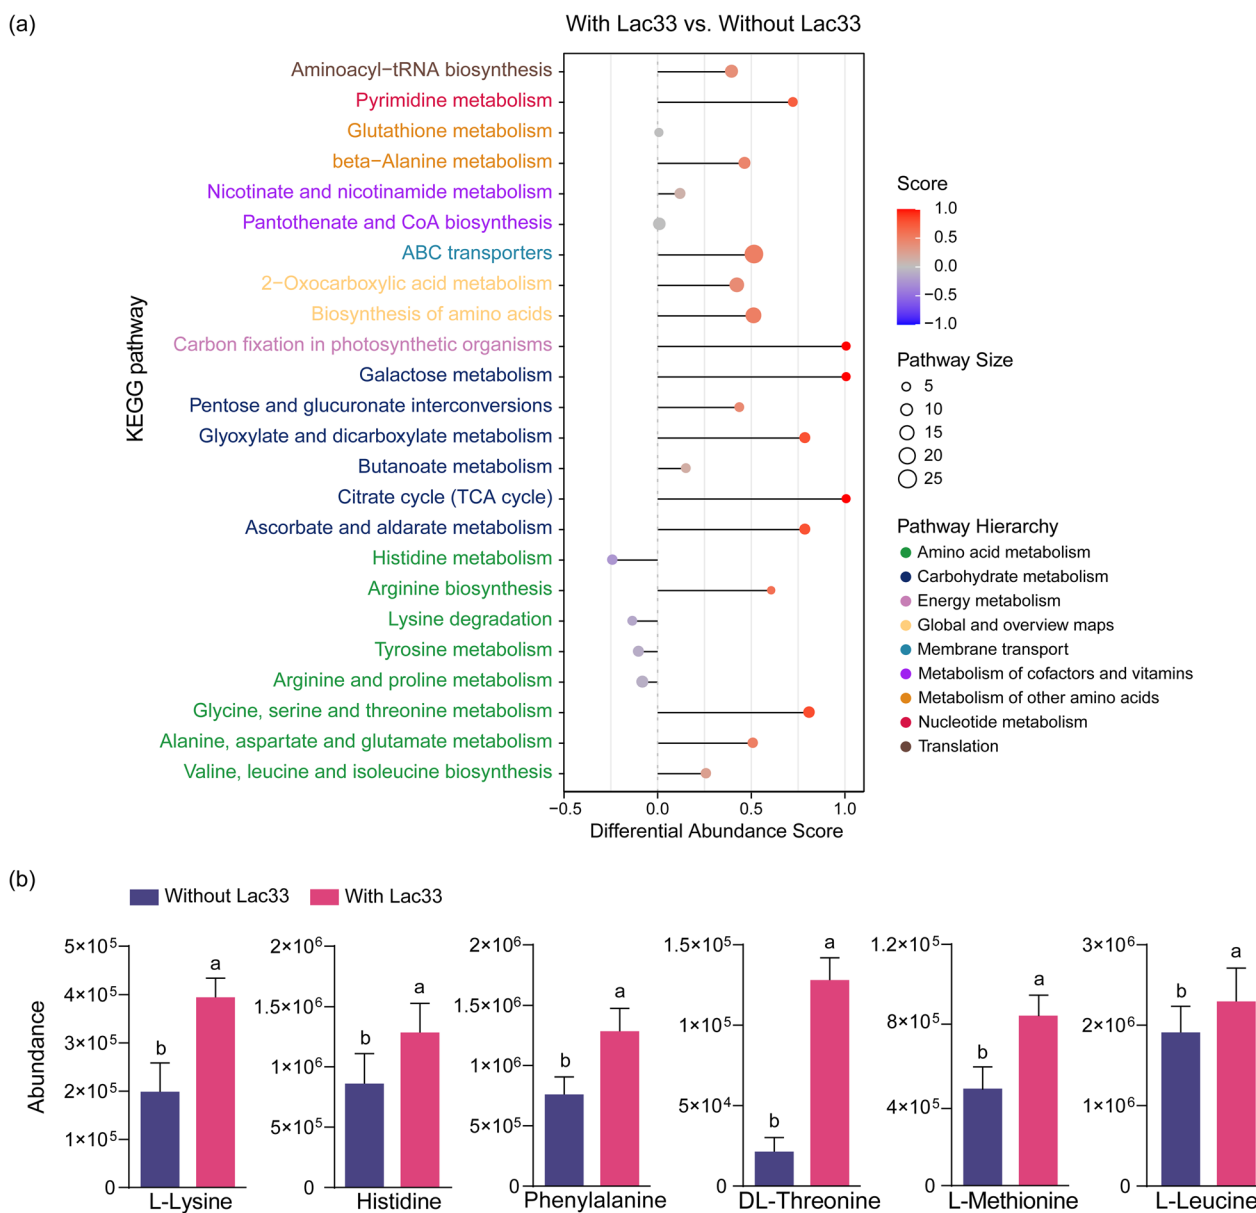 (a)
With Lac33 vs. Without Lac33
KEGG pathway
Aminoacyl−tRNA biosynthesis
Pyrimidine metabolism
Glutathione metabolism
beta−Alanine metabolism
Nicotinate and nicotinamide metabolism
Pantothenate and CoA biosynthesis
ABC transporters
2−Oxocarboxylic acid metabolism
Biosynthesis of amino acids
Carbon fixation in photosynthetic organisms
Galactose metabolism
Pentose and glucuronate interconversions
Glyoxylate and dicarboxylate metabolism
Butanoate metabolism
Citrate cycle (TCA cycle)
Ascorbate and aldarate metabolism
Histidine metabolism
Arginine biosynthesis
Lysine degradation
Tyrosine metabolism
Arginine and proline metabolism
Glycine, serine and threonine metabolism
Alanine, aspartate and glutamate metabolism
Valine, leucine and isoleucine biosynthesis
−0.5 0.0 0.5 1.0
Differential Abundance Score
Score
1.0
0.5
0.0
−0.5
−1.0
Pathway Size
5
10
15
20
25
Pathway Hierarchy
Amino acid metabolism
Carbohydrate metabolism
Energy metabolism
Global and overview maps
Membrane transport
Metabolism of cofactors and vitamins
Metabolism of other amino acids
Nucleotide metabolism
Translation
(b)
Without Lac33 With Lac33
Abundance
5×10⁵
4×10⁵
3×10⁵
2×10⁵
1×10⁵
0
b
a
L-Lysine
2×10⁶
1.5×10⁶
1×10⁶
5×10⁵
0
b
a
Histidine
2×10⁶
1.5×10⁶
1×10⁶
5×10⁵
0
b
a
Phenylalanine
1.5×10⁵
1×10⁵
5×10⁴
0
b
a
DL-Threonine
1.2×10⁵
8×10⁵
4×10⁵
0
b
a
L-Methionine
3×10⁶
2×10⁶
1×10⁶
0
b
a
L-Leucine